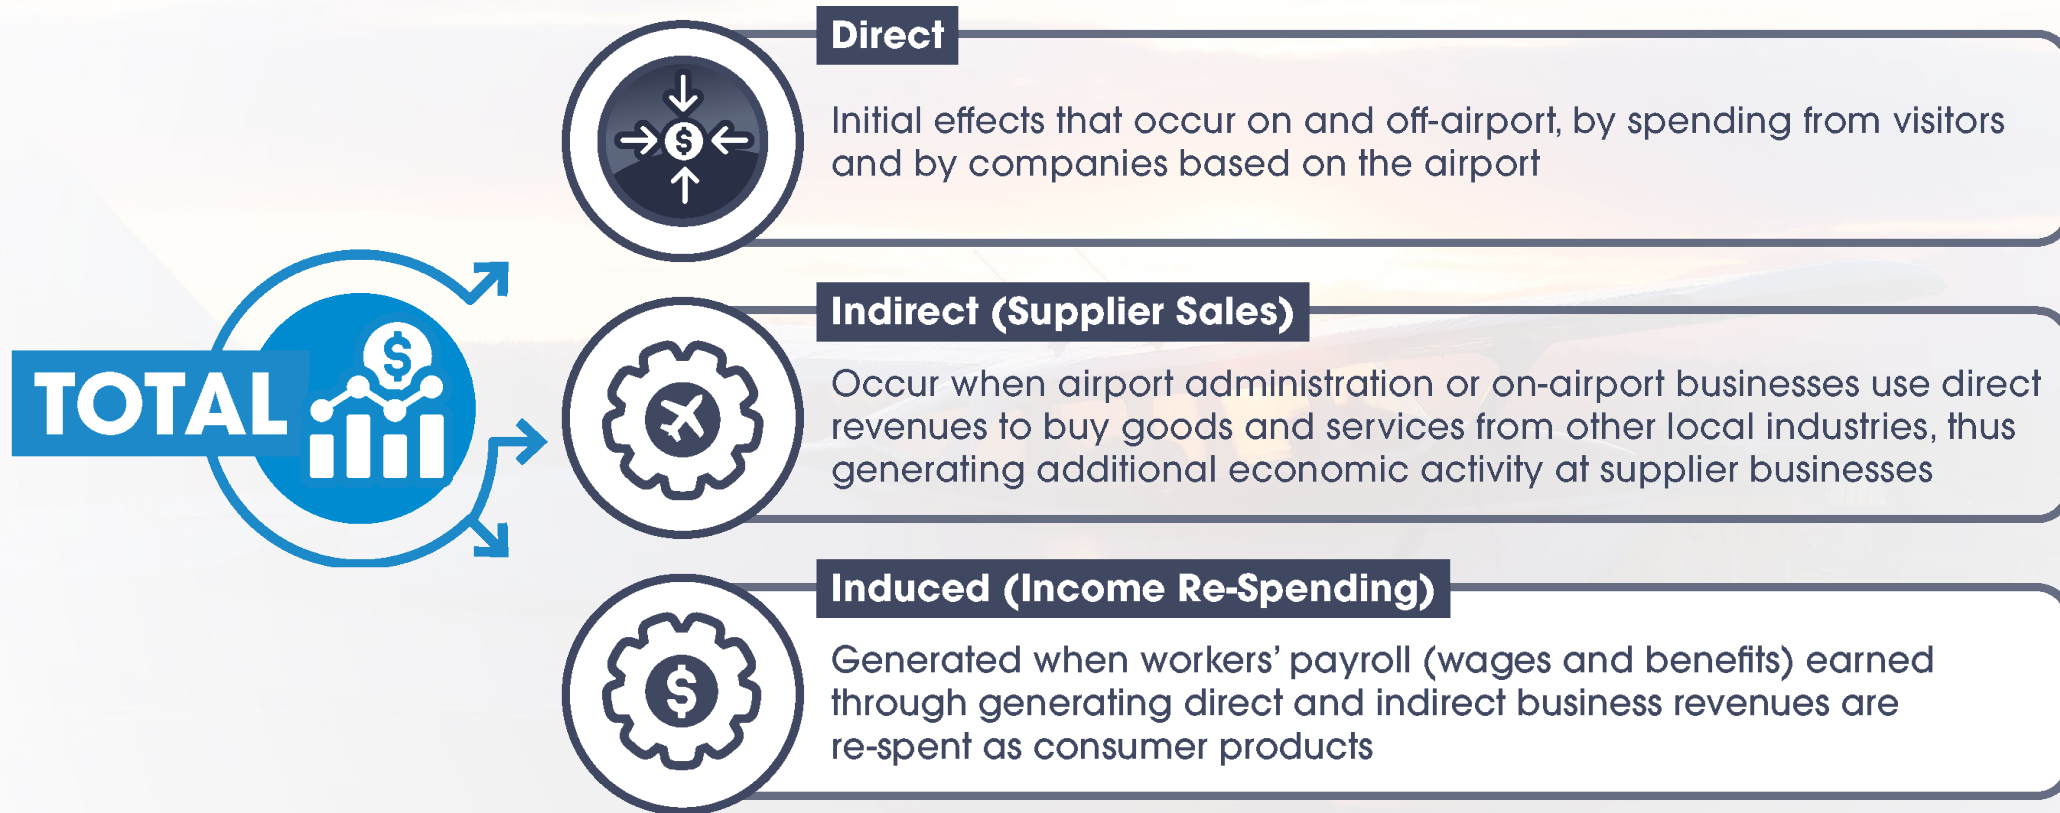 TOTAL
Direct
Initial effects that occur on and off-airport, by spending from visitors
and by companies based on the airport
Indirect (Supplier Sales)
Occur when airport administration or on-airport businesses use direct
revenues to buy goods and services from other local industries, thus
generating additional economic activity at supplier businesses
Induced (Income Re-Spending)
Generated when workers’ payroll (wages and benefits) earned
through generating direct and indirect business revenues are
re-spent as consumer products